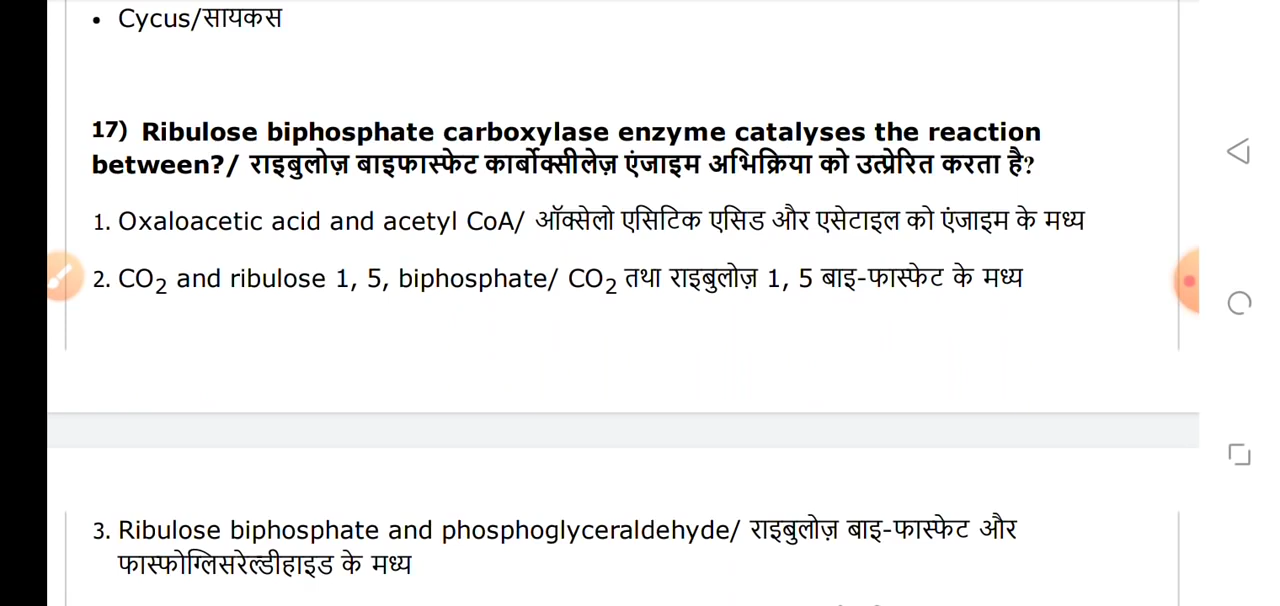 • Cycus/सायकस
17) Ribulose biphosphate carboxylase enzyme catalyses the reaction
between?/ राइबुलोज़ बाइफास्फेट कार्बोक्सीलेज़ एंजाइम अभिक्रिया को उत्प्रेरित करता है?
1. Oxaloacetic acid and acetyl CoA/ ऑक्सेलो एसिटिक एसिड और एसेटाइल को एंजाइम के मध्य
2. CO₂ and ribulose 1, 5, biphosphate/ CO₂ तथा राइबुलोज़ 1, 5 बाइ-फास्फेट के मध्य
3. Ribulose biphosphate and phosphoglyceraldehyde/ राइबुलोज़ बाइ-फास्फेट और
फास्फोग्लिसरेल्डीहाइड के मध्य